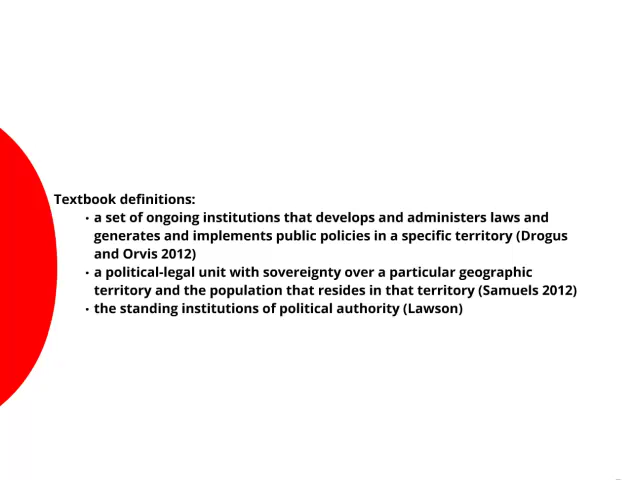 Textbook definitions:
• a set of ongoing institutions that develops and administers laws and
generates and implements public policies in a specific territory (Drogus
and Orvis 2012)
• a political-legal unit with sovereignty over a particular geographic
territory and the population that resides in that territory (Samuels 2012)
• the standing institutions of political authority (Lawson)